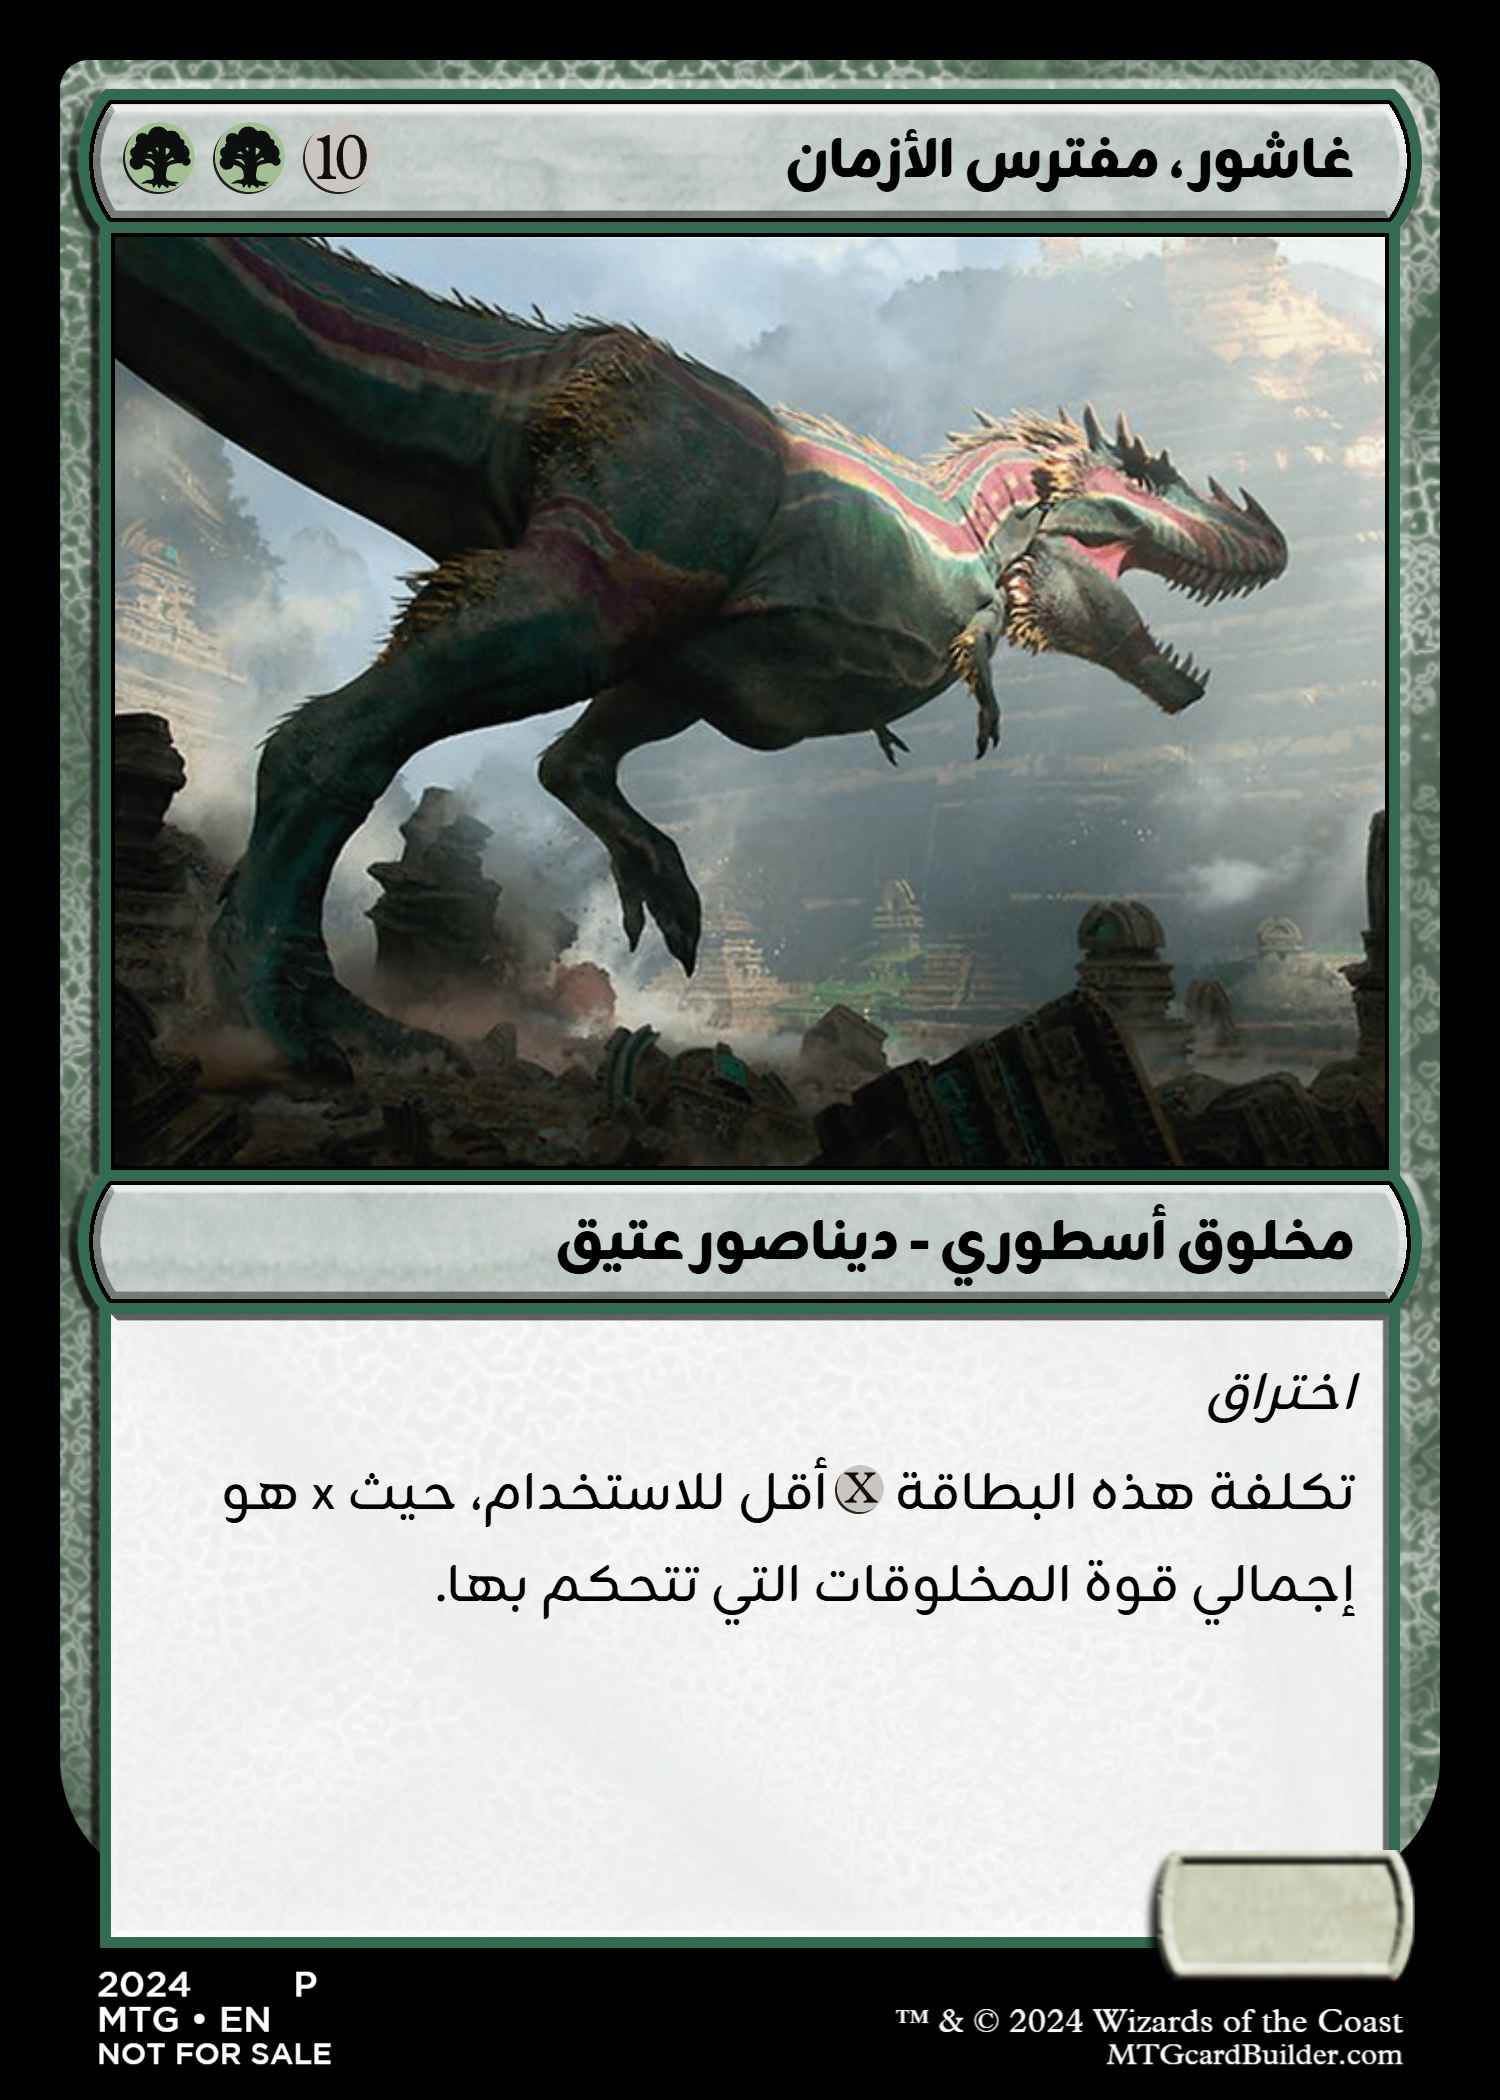 غاشور، مفترس الأزمان
10
مخلوق أسطوري - ديناصور عتيق
اختراق
تكلفة هذه البطاقة X أقل للاستخدام، حيث x هو
إجمالي قوة المخلوقات التي تتحكم بها.
2024 P
MTG • EN
NOT FOR SALE
™ & © 2024 Wizards of the Coast
MTGcardBuilder.com